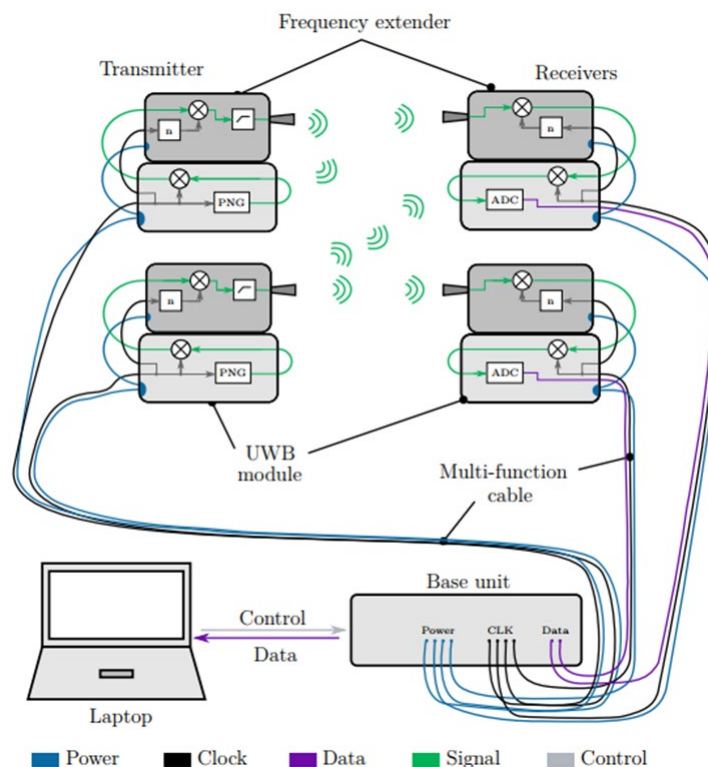 Frequency extender
Transmitter
Receivers
n
n
PNG
ADC
n
n
PNG
ADC
UWB
module
Multi-function
cable
Base unit
Control
Data
Power CLK Data
Laptop
Power Clock Data Signal Control